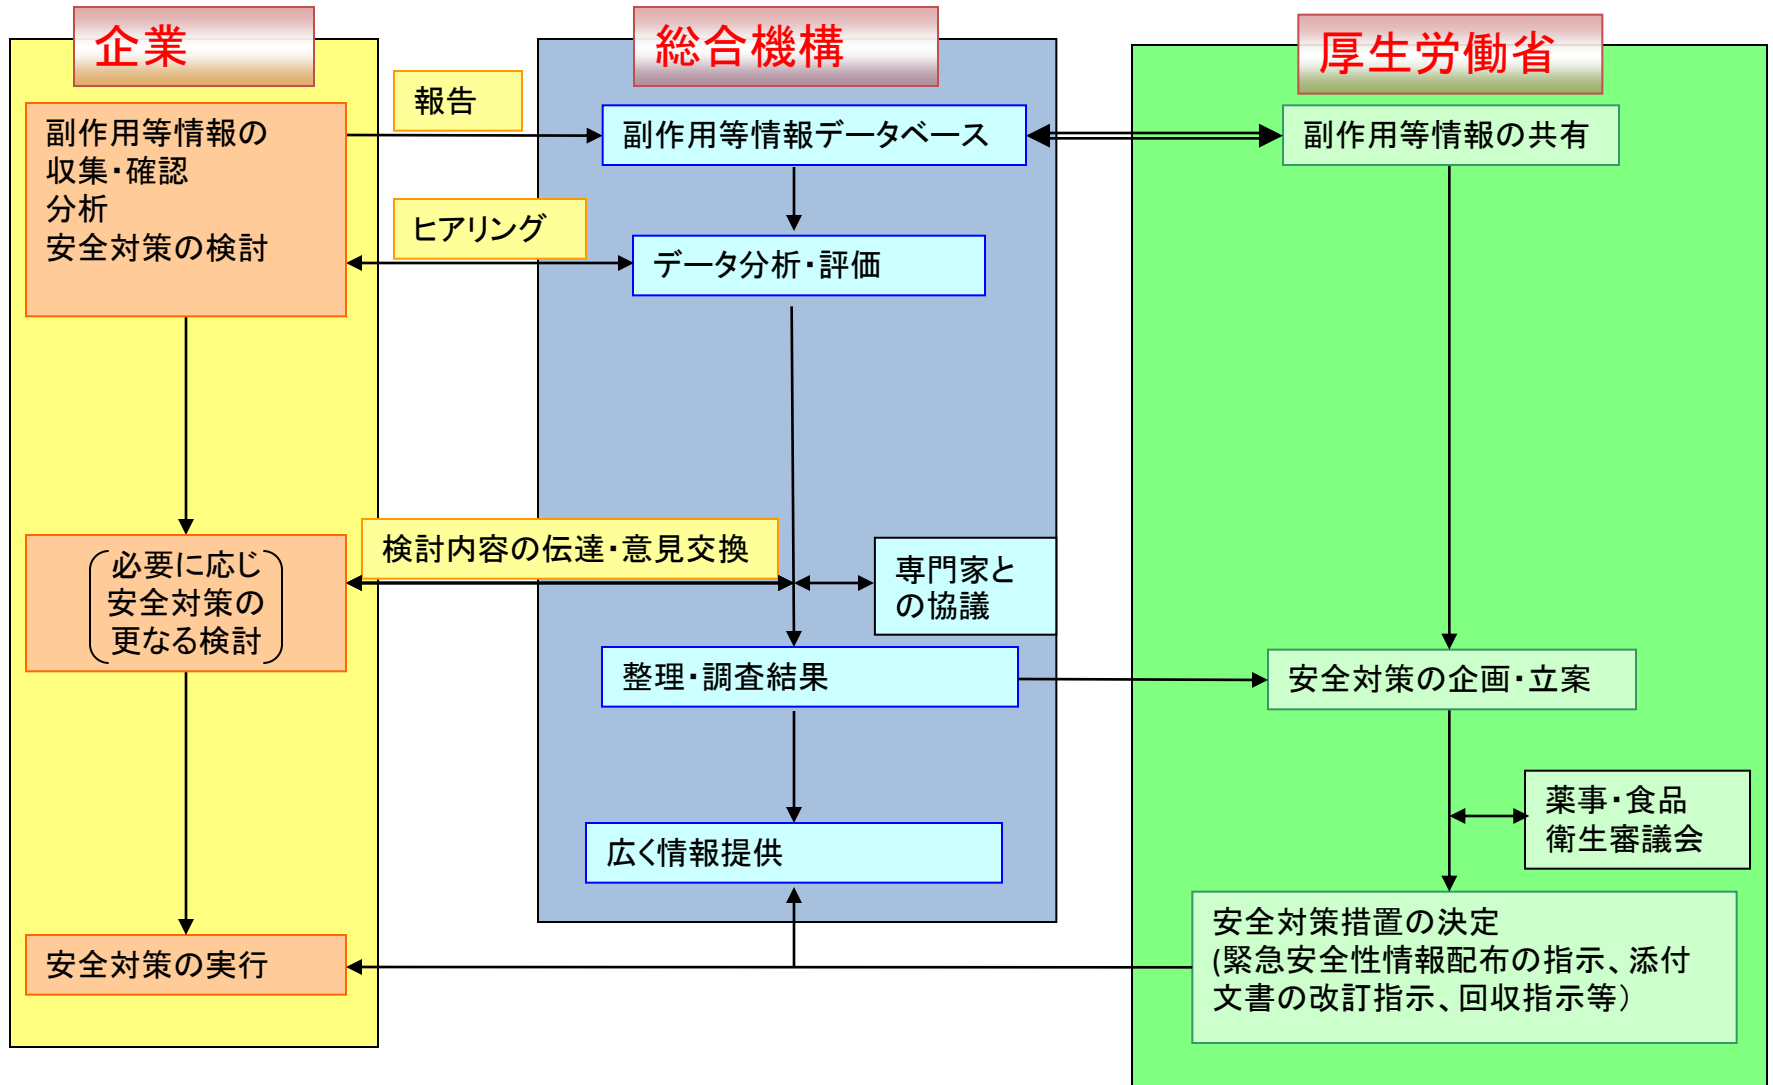 企業
総合機構
厚生労働省
報告
副作用等情報の
収集・確認
分析
安全対策の検討
副作用等情報データベース
副作用等情報の共有
ヒアリング
データ分析・評価
検討内容の伝達・意見交換
必要に応じ
安全対策の
更なる検討
専門家と
の協議
整理・調査結果
安全対策の企画・立案
薬事・食品
衛生審議会
広く情報提供
安全対策の実行
安全対策措置の決定
(緊急安全性情報配布の指示、添付
文書の改訂指示、回収指示等）